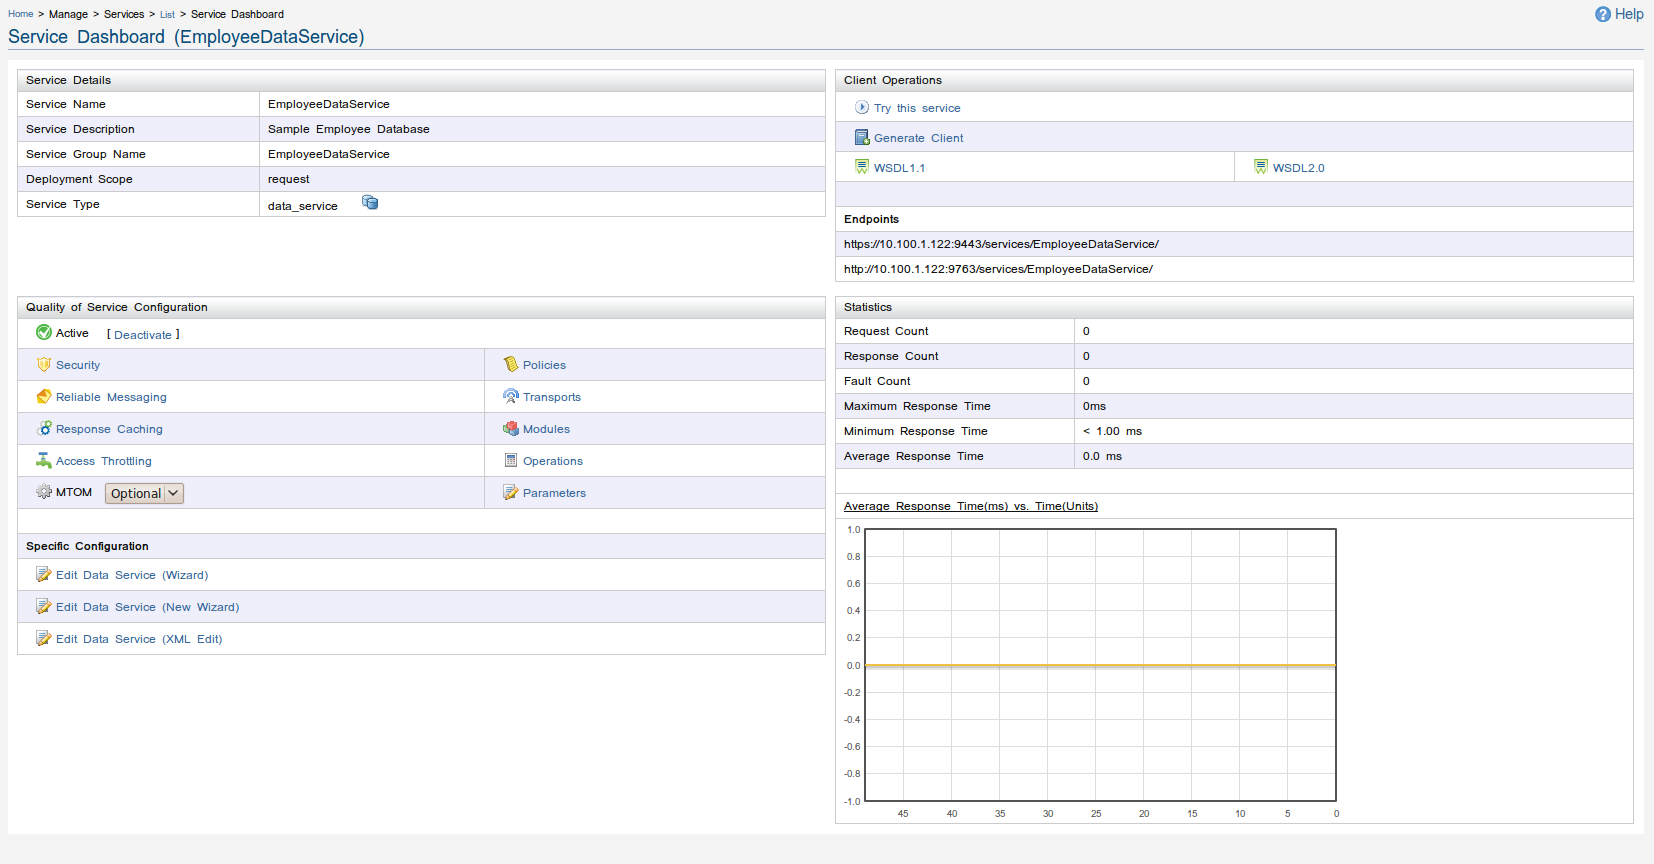 Home > Manage > Services > List > Service Dashboard
Help
Service Dashboard (EmployeeDataService)
Service Details
Service Name EmployeeDataService
Service Description Sample Employee Database
Service Group Name EmployeeDataService
Deployment Scope request
Service Type data_service
Client Operations
Try this service
Generate Client
WSDL1.1 WSDL2.0
Endpoints
https://10.100.1.122:9443/services/EmployeeDataService/
http://10.100.1.122:9763/services/EmployeeDataService/
Quality of Service Configuration
Active [ Deactivate ]
Security Policies
Reliable Messaging Transports
Response Caching Modules
Access Throttling Operations
MTOM Optional Parameters
Specific Configuration
Edit Data Service (Wizard)
Edit Data Service (New Wizard)
Edit Data Service (XML Edit)
Statistics
Request Count 0
Response Count 0
Fault Count 0
Maximum Response Time 0ms
Minimum Response Time < 1.00 ms
Average Response Time 0.0 ms
Average Response Time(ms) vs. Time(Units)
1.0
0.8
0.6
0.4
0.2
0.0
-0.2
-0.4
-0.6
-0.8
-1.0
45 40 35 30 25 20 15 10 5 0